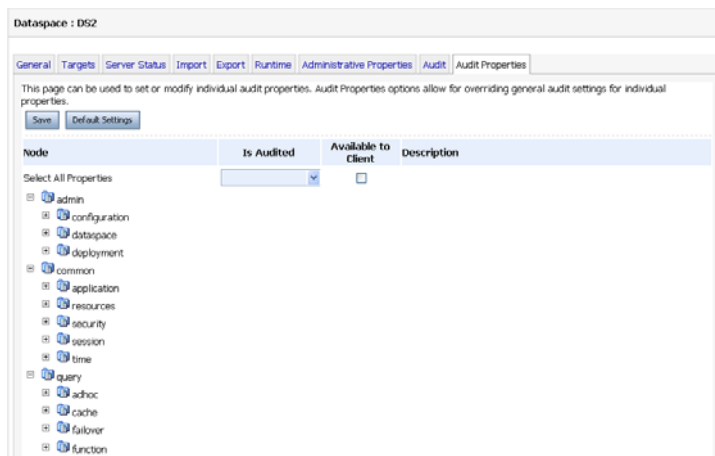 Dataspace : DS2
General Targets Server Status Import Export Runtime Administrative Properties Audit Audit Properties
This page can be used to set or modify individual audit properties. Audit Properties options allow for overriding general audit settings for individual
properties.
Save Default Settings
Node Is Audited Available to Client Description
Select All Properties
admin
configuration
dataspace
deployment
common
application
resources
security
session
time
query
adhoc
cache
failover
function